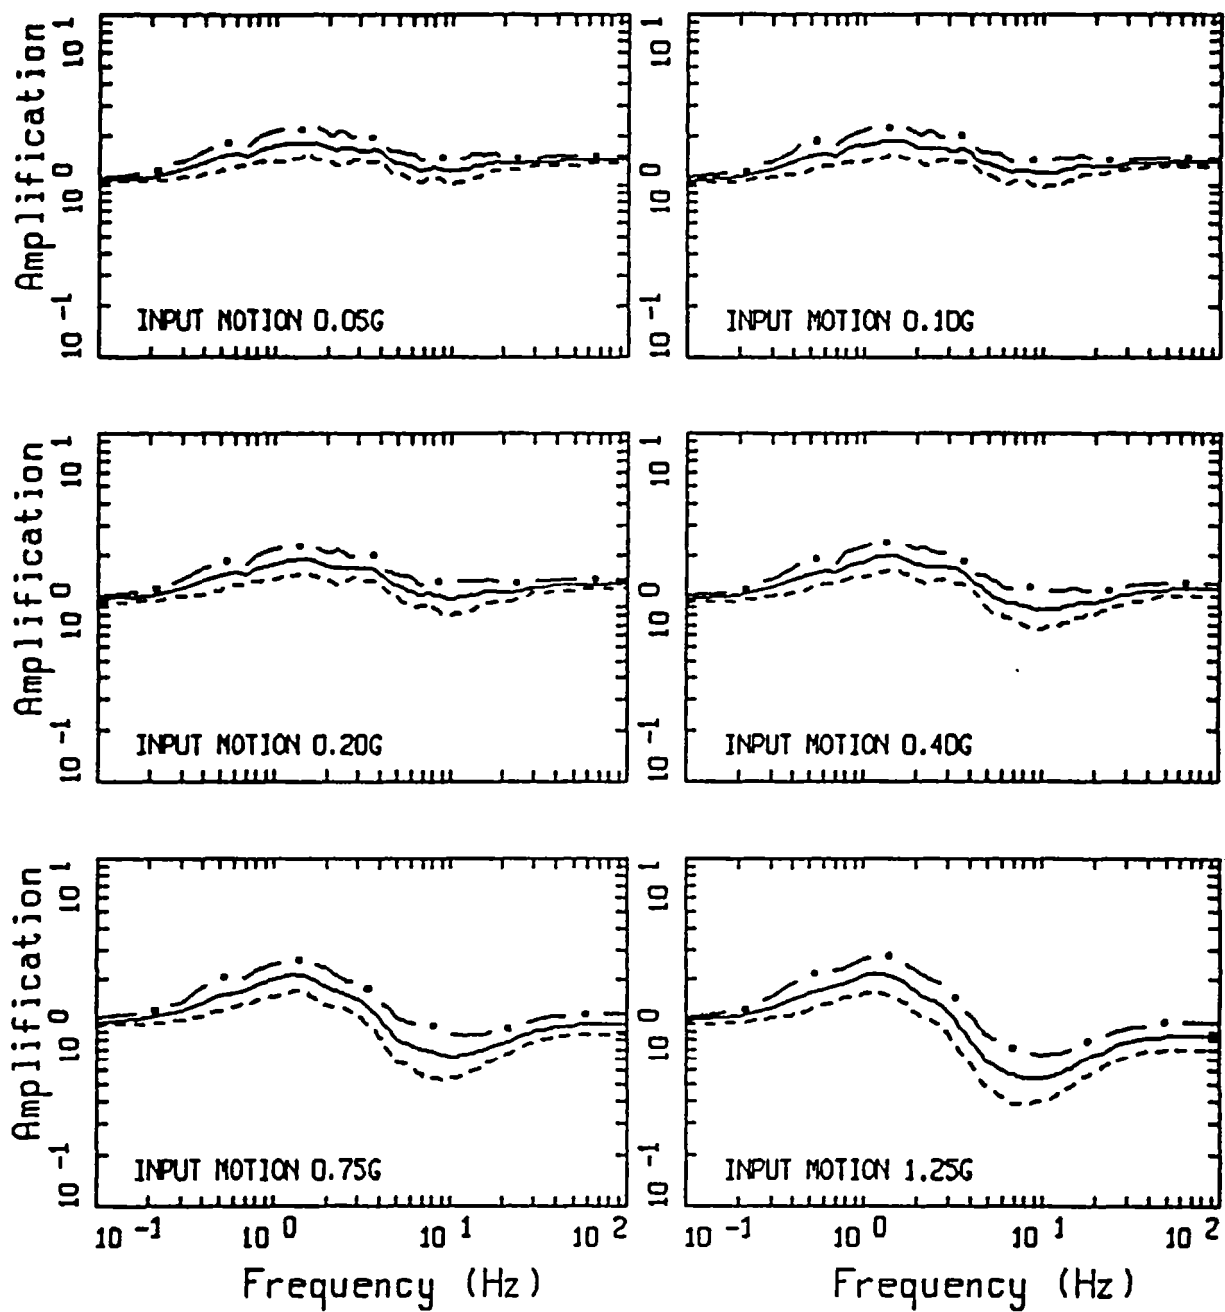 Amplification
10 1
10 0
10 -1
INPUT MOTION 0.05G
10 1
10 0
10 -1
INPUT MOTION 0.10G
Amplification
10 1
10 0
10 -1
INPUT MOTION 0.20G
10 1
10 0
10 -1
INPUT MOTION 0.40G
Amplification
10 1
10 0
10 -1
INPUT MOTION 0.75G
10 1
10 0
10 -1
INPUT MOTION 1.25G
10 -1 10 0 10 1 10 2
10 -1 10 0 10 1 10 2
Frequency (Hz)
Frequency (Hz)